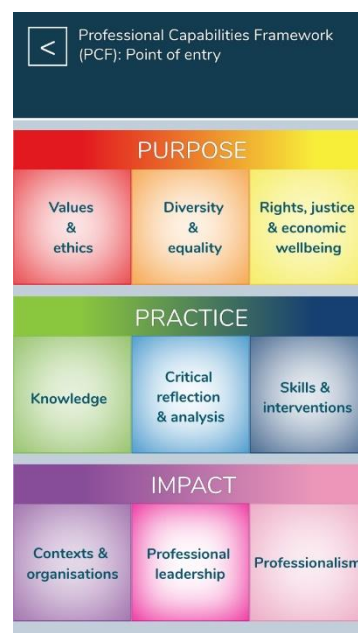 <
Professional Capabilities Framework
(PCF): Point of entry
PURPOSE
Values
&
ethics
Diversity
&
equality
Rights, justice
& economic
wellbeing
PRACTICE
Knowledge
Critical
reflection
& analysis
Skills &
interventions
IMPACT
Contexts &
organisations
Professional
leadership
Professionalism